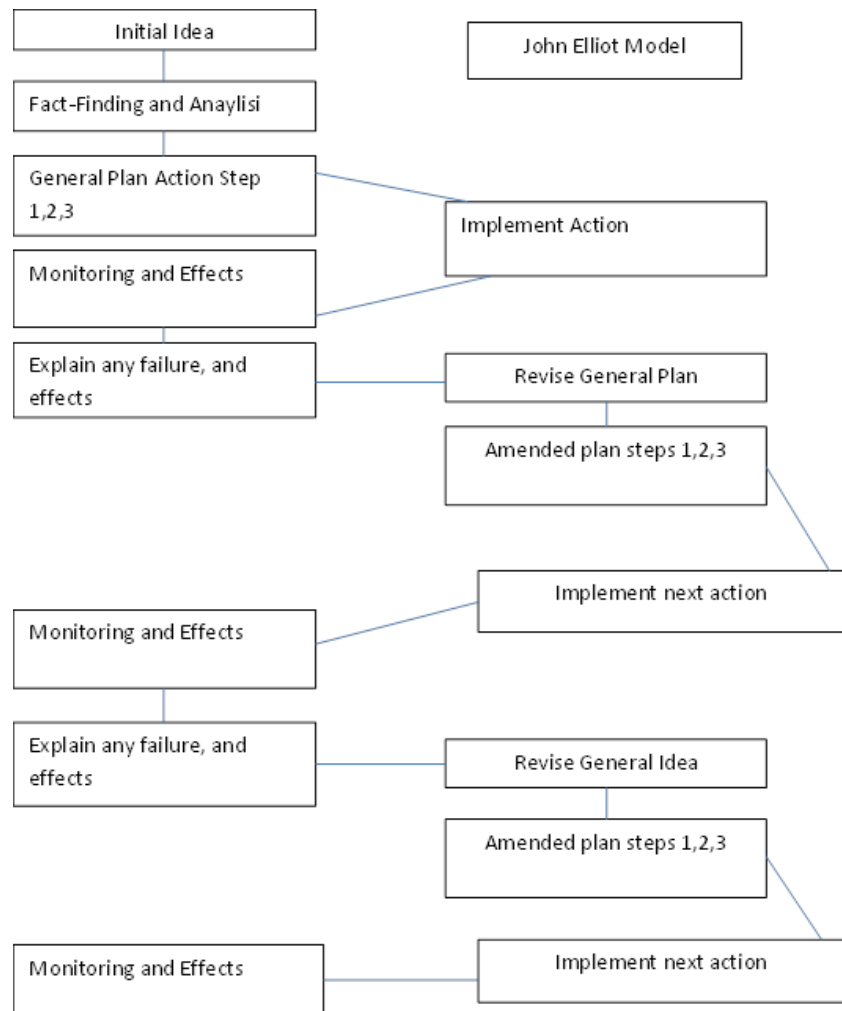 Initial Idea
John Elliot Model
Fact-Finding and Anaylisi
General Plan Action Step
1,2,3
Implement Action
Monitoring and Effects
Explain any failure, and
effects
Revise General Plan
Amended plan steps 1,2,3
Implement next action
Monitoring and Effects
Explain any failure, and
effects
Revise General Idea
Amended plan steps 1,2,3
Implement next action
Monitoring and Effects